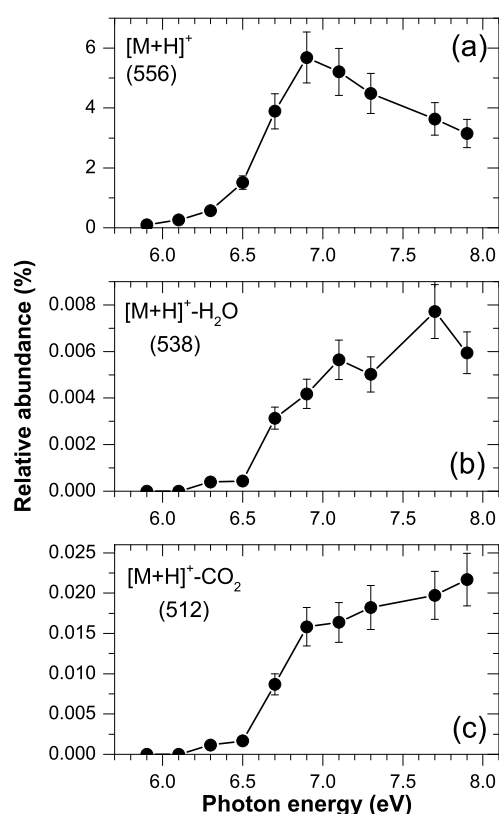 [M+H]⁺
(556)
(a)
6
4
2
0
6.0 6.5 7.0 7.5 8.0
Relative abundance (%)
[M+H]⁺-H₂O
(538)
(b)
0.008
0.006
0.004
0.002
0.000
6.0 6.5 7.0 7.5 8.0
[M+H]⁺-CO₂
(512)
(c)
0.025
0.020
0.015
0.010
0.005
0.000
6.0 6.5 7.0 7.5 8.0
Photon energy (eV)